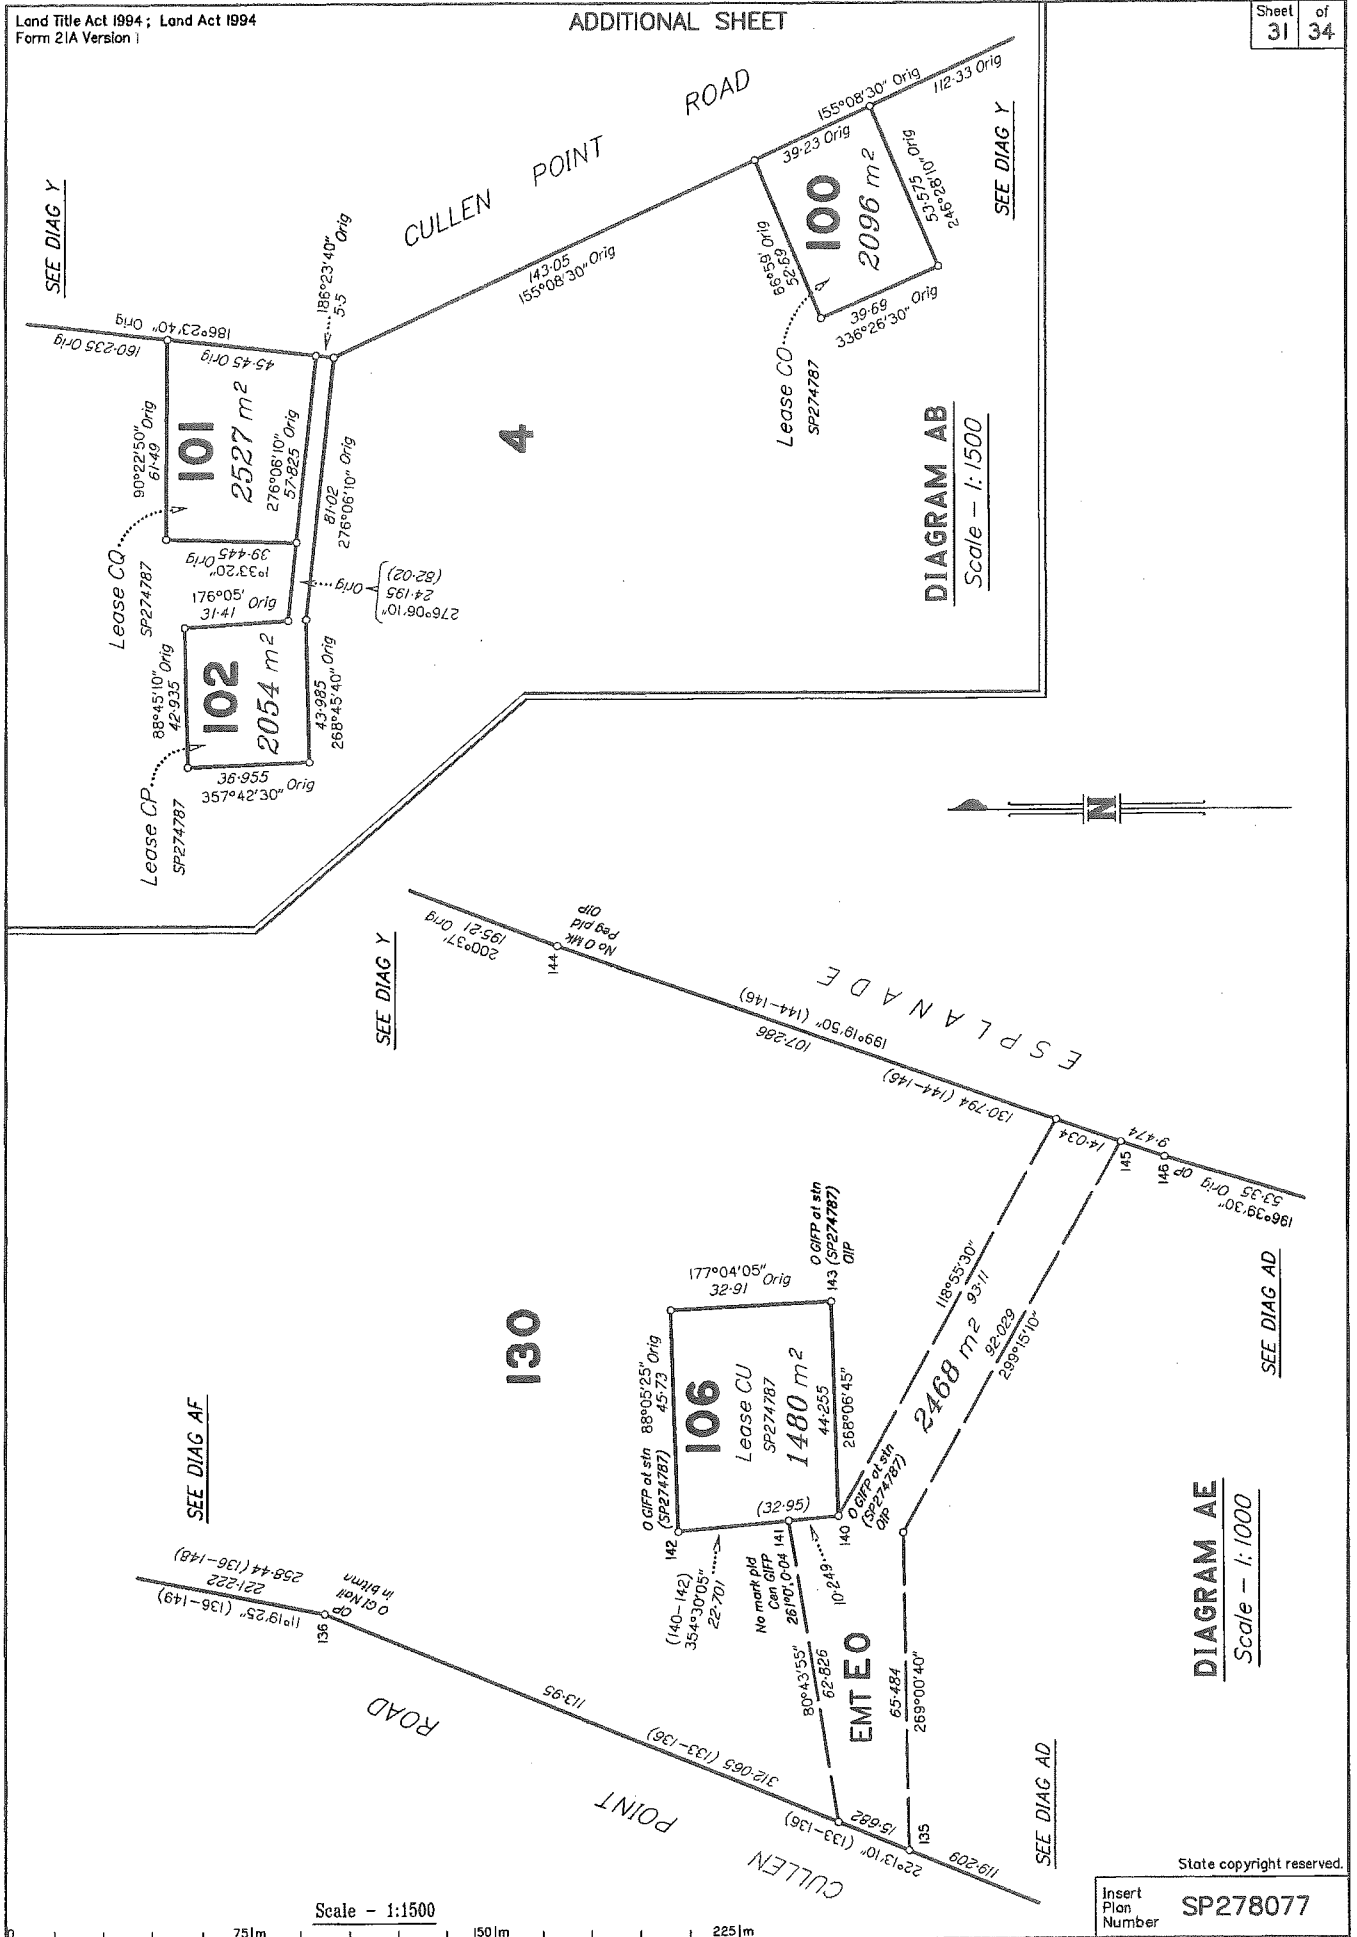 Land Title Act 1994 ; Land Act 1994
Form 21A Version 1
ADDITIONAL SHEET
Sheet
31
of
34
SEE DIAG Y
CULLEN POINT ROAD
155°08'30" Orig
112·33 Orig
39·23 Orig
100
2096 m²
53·575
246°28'10" Orig
SEE DIAG Y
66°59' Orig
52·69
39·69
336°26'30" Orig
Lease CO
SP274787
143·05
155°08'30" Orig
186°23'40" Orig
5·5
160·235 Orig
186°23'40" Orig
45·45 Orig
90°22'50" Orig
61·49
101
2527 m²
276°06'10" Orig
57·825
81·02
276°06'10" Orig
4
Lease CQ
SP274787
1°33'20"
39·445 Orig
176°05'
31·41 Orig
276°06'10"
24·195
(82·02)
Orig
88°45'10" Orig
42·935
102
2054 m²
43·985
268°45'40" Orig
36·955
357°42'30" Orig
Lease CP
SP274787
DIAGRAM AB
Scale – 1:1500
N
SEE DIAG Y
200°37'
195·21 Orig
144
No O Mk
Peg pld
OIP
ESPLANADE
199°19'50" (144–146)
107·286
130·794 (144–146)
14·034
145
9·474
146
OP
53·35 Orig
196°39'30"
SEE DIAG AD
118°55'30"
93·11
2468 m²
92·029
299°15'10"
130
177°04'05"
32·91 Orig
143
O GIFP at stn
(SP274787)
OIP
88°05'25" Orig
45·73
O GIFP at stn
(SP274787)
142
106
Lease CU
SP274787
1480 m²
44·255
268°06'45"
(32·95)
141
140
O GIFP at stn
(SP274787)
OIP
(140–142)
354°30'05"
22·701
No mark pld
Cen GIFP
261°0'.0·04
10·249
SEE DIAG AF
11°19'25" (136–149)
221·222
258·44 (136–148)
136
OP
O GI Nail
in bitmn
113·95
312·065 (133–136)
CULLEN POINT ROAD
80°43'55"
62·826
EMT EO
65·484
269°00'40"
15·682
22°13'10" (133–136)
135
119·209
SEE DIAG AD
DIAGRAM AE
Scale – 1:1000
State copyright reserved.
Scale - 1:1500
0
75|m
150|m
225|m
Insert
Plan
Number
SP278077